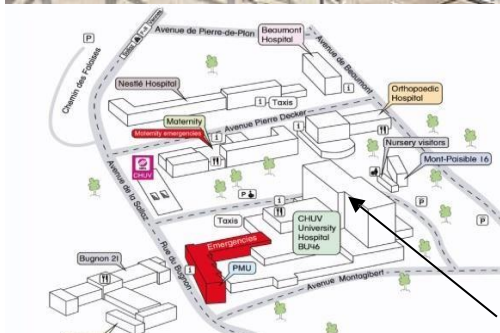 Avenue de Pierre-de-Plan
Beaumont
Hospital
P
Chemin des Falaises
Avenue de Beaumont
Nestlé Hospital
i
Taxis
i
Orthopaedic
Hospital
Maternity
Maternity emergencies
i
Avenue Pierre Decker
i
Nursery visitors
Mont-Paisible 16
CHUV
Avenue de la Sallaz
P
i
P
Taxis
CHUV
University
Hospital
BU46
P
Emergencies
Rue du Bugnon
Bugnon 21
i
PMU
Avenue Montagibert